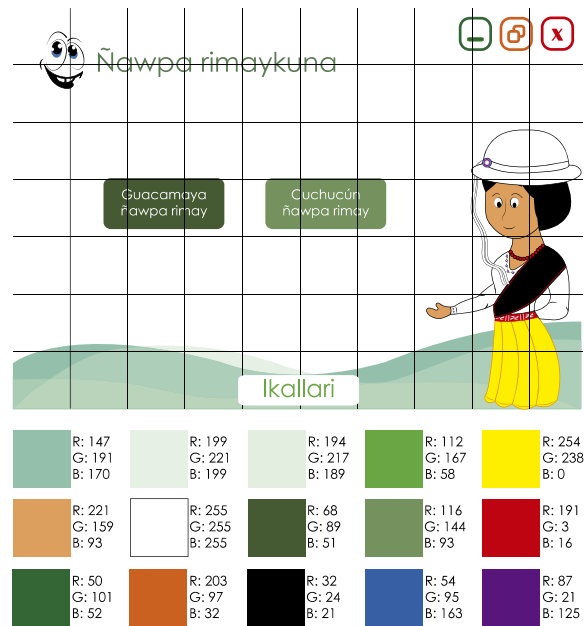 x
Ñawpa rimaykuna
Guacamaya
ñawpa rimay
Cuchucún
ñawpa rimay
Ikallari
R: 147
G: 191
B: 170
R: 199
G: 221
B: 199
R: 194
G: 217
B: 189
R: 112
G: 167
B: 58
R: 254
G: 238
B: 0
R: 221
G: 159
B: 93
R: 255
G: 255
B: 255
R: 68
G: 89
B: 51
R: 116
G: 144
B: 93
R: 191
G: 3
B: 16
R: 50
G: 101
B: 52
R: 203
G: 97
B: 32
R: 32
G: 24
B: 21
R: 54
G: 95
B: 163
R: 87
G: 21
B: 125